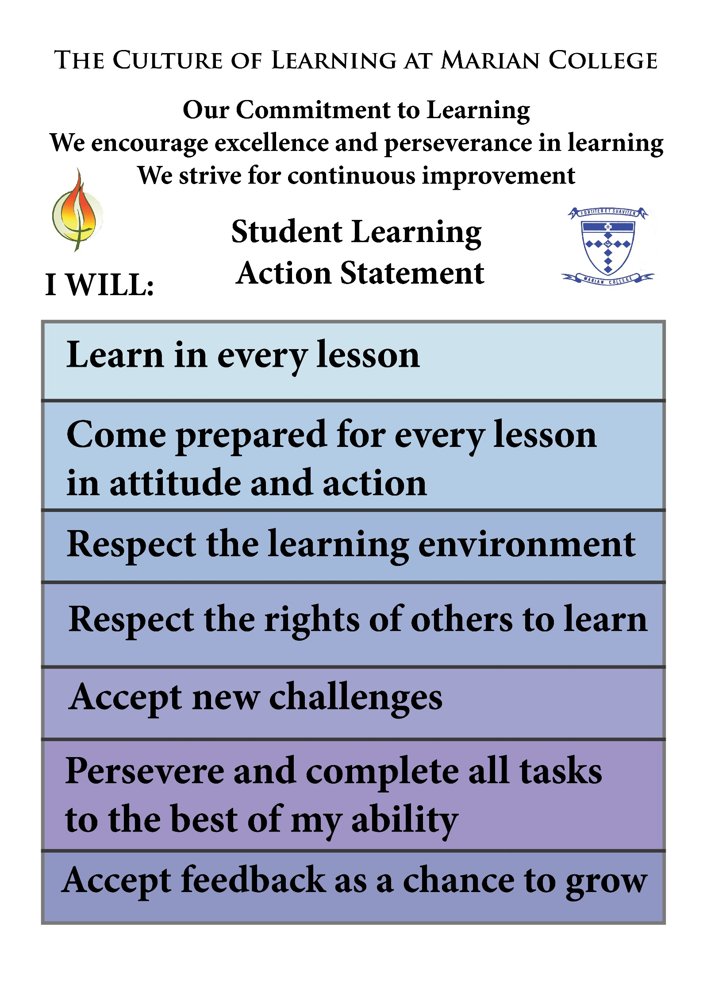 The Culture of Learning at Marian College
Our Commitment to Learning
We encourage excellence and perseverance in learning
We strive for continuous improvement
FORTITER ET SUAVITER
Student Learning
Action Statement
MARIAN COLLEGE
I WILL:
Learn in every lesson
Come prepared for every lesson
in attitude and action
Respect the learning environment
Respect the rights of others to learn
Accept new challenges
Persevere and complete all tasks
to the best of my ability
Accept feedback as a chance to grow